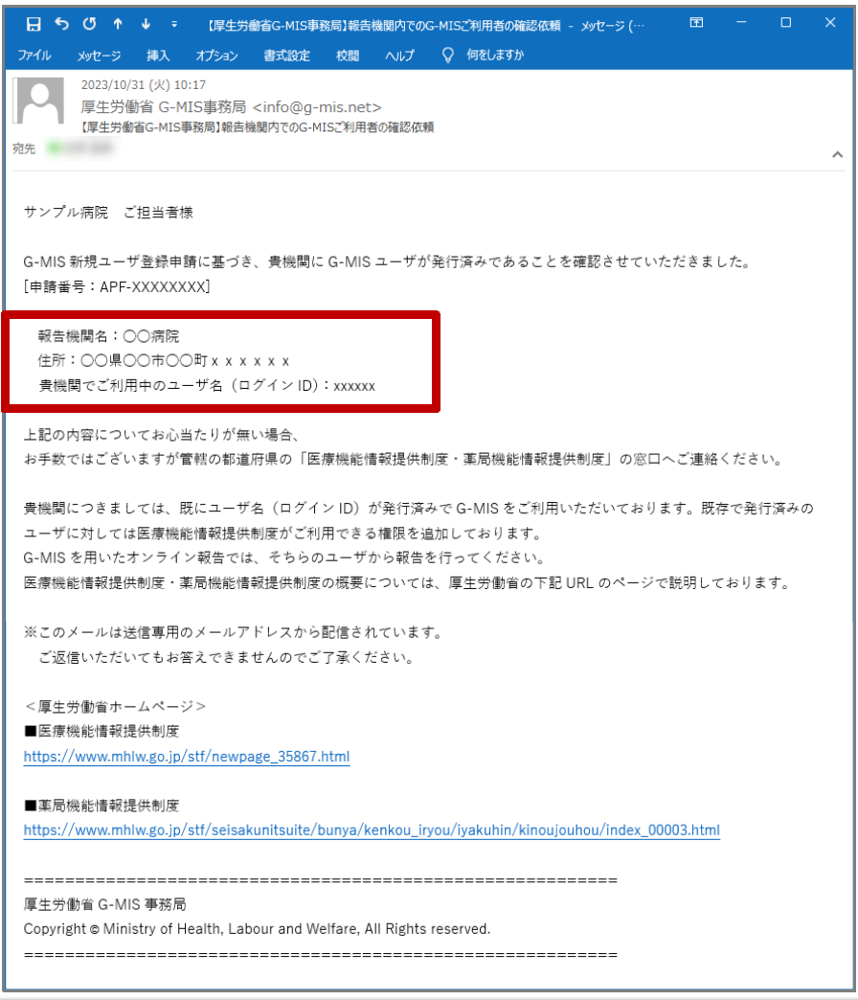 【厚生労働省G-MIS事務局】報告機関内でのG-MISご利用者の確認依頼 - メッセージ (…
ファイル メッセージ 挿入 オプション 書式設定 校閲 ヘルプ 何をしますか
2023/10/31 (火) 10:17
厚生労働省 G-MIS事務局 <info@g-mis.net>
【厚生労働省G-MIS事務局】報告機関内でのG-MISご利用者の確認依頼
宛先
サンプル病院　ご担当者様
G-MIS 新規ユーザ登録申請に基づき、貴機関に G-MIS ユーザが発行済みであることを確認させていただきました。
[申請番号：APF-XXXXXXXX]
報告機関名：〇〇病院
住所：〇〇県〇〇市〇〇町ｘｘｘｘｘｘ
貴機関でご利用中のユーザ名（ログイン ID）：xxxxxx
上記の内容についてお心当たりが無い場合、
お手数ではございますが管轄の都道府県の「医療機能情報提供制度・薬局機能情報提供制度」の窓口へご連絡ください。
貴機関につきましては、既にユーザ名（ログイン ID）が発行済みで G-MIS をご利用いただいております。既存で発行済みの
ユーザに対しては医療機能情報提供制度がご利用できる権限を追加しております。
G-MIS を用いたオンライン報告では、そちらのユーザから報告を行ってください。
医療機能情報提供制度・薬局機能情報提供制度の概要については、厚生労働省の下記 URL のページで説明しております。
※このメールは送信専用のメールアドレスから配信されています。
ご返信いただいてもお答えできませんのでご了承ください。
＜厚生労働省ホームページ＞
■医療機能情報提供制度
https://www.mhlw.go.jp/stf/newpage_35867.html
■薬局機能情報提供制度
https://www.mhlw.go.jp/stf/seisakunitsuite/bunya/kenkou_iryou/iyakuhin/kinoujouhou/index_00003.html
==========================================================
厚生労働省 G-MIS 事務局
Copyright © Ministry of Health, Labour and Welfare, All Rights reserved.
==========================================================